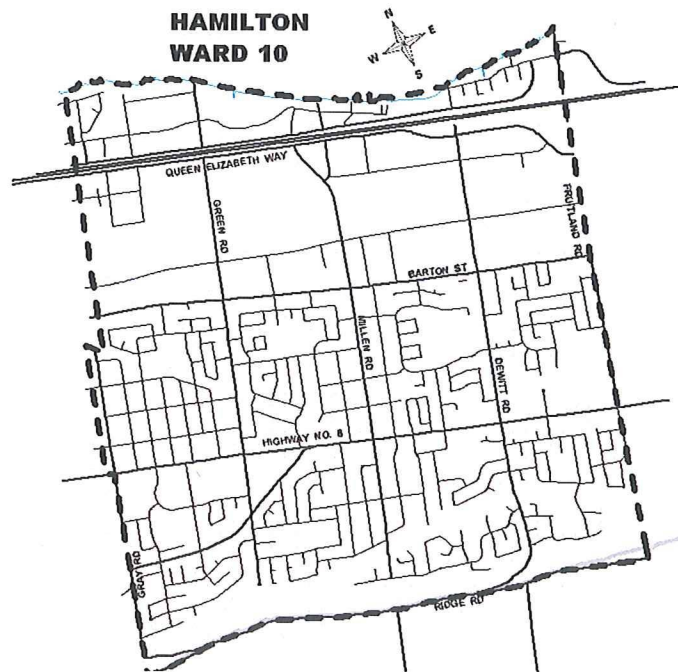 HAMILTON
WARD 10
N
E
W
S
QUEEN ELIZABETH WAY
GREEN RD
FRUITLAND RD
BARTON ST
MILLEN RD
DEWITT RD
HIGHWAY NO. 8
GRAY RD
RIDGE RD